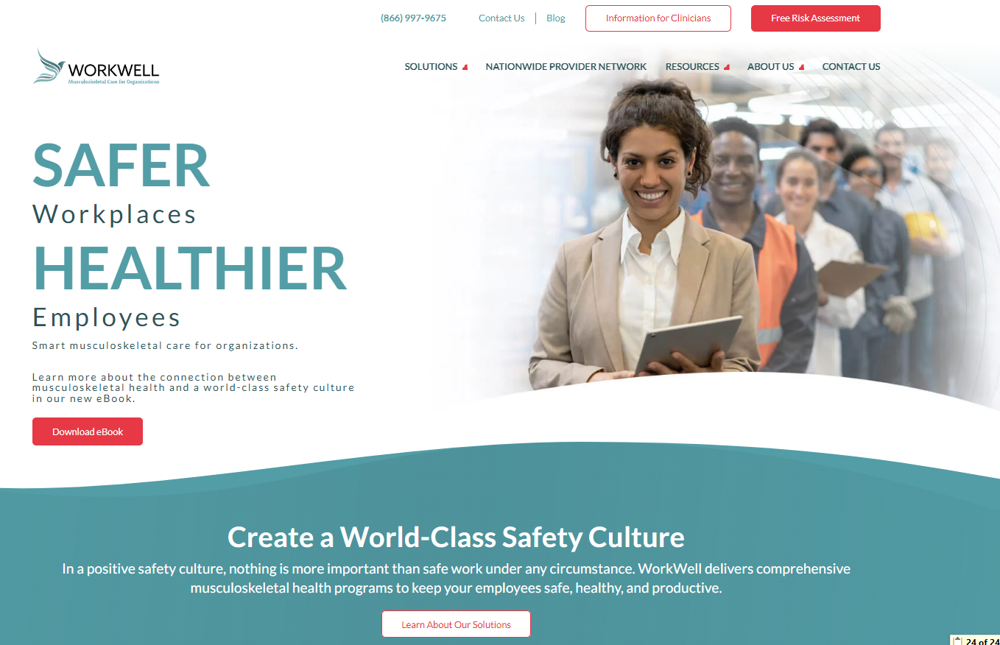 (866) 997-9675
Contact Us
Blog
Information for Clinicians
Free Risk Assessment
WORKWELL
Musculoskeletal Care for Organizations
SOLUTIONS
NATIONWIDE PROVIDER NETWORK
RESOURCES
ABOUT US
CONTACT US
SAFER
Workplaces
HEALTHIER
Employees
Smart musculoskeletal care for organizations.
Learn more about the connection between
musculoskeletal health and a world-class safety culture
in our new eBook.
Download eBook
Create a World-Class Safety Culture
In a positive safety culture, nothing is more important than safe work under any circumstance. WorkWell delivers comprehensive
musculoskeletal health programs to keep your employees safe, healthy, and productive.
Learn About Our Solutions
24 of 24